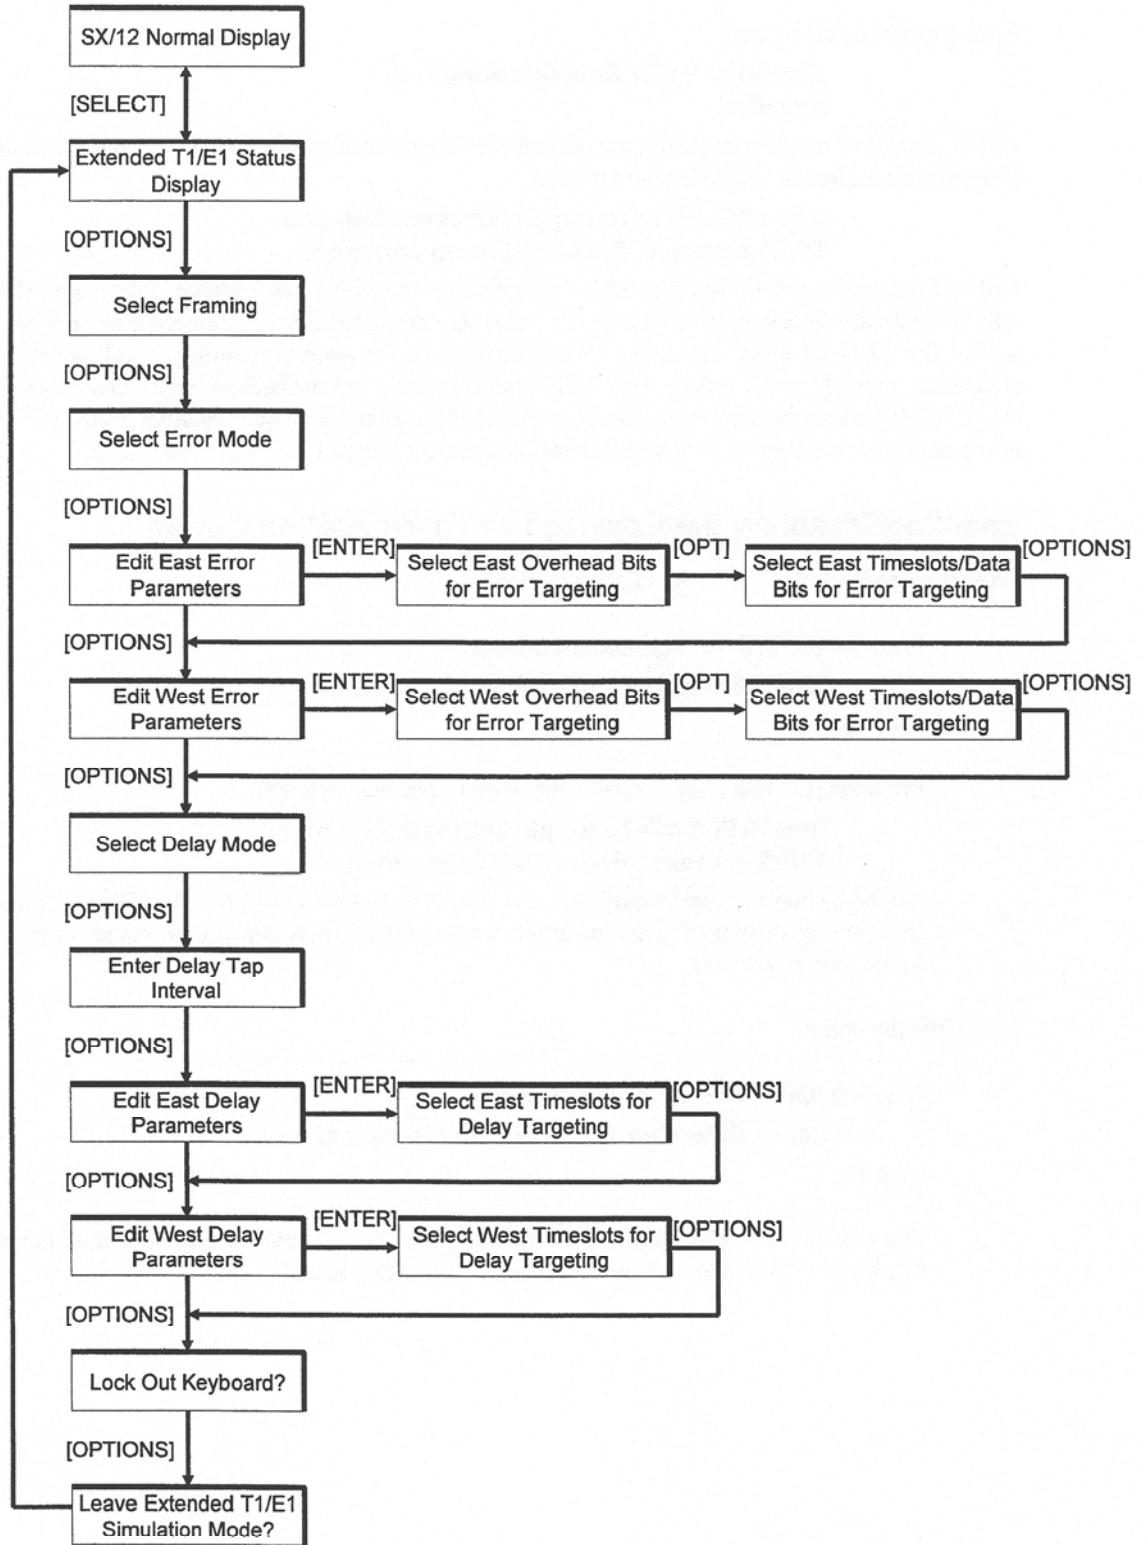 SX/12 Normal Display
[SELECT]
Extended T1/E1 Status
Display
[OPTIONS]
Select Framing
[OPTIONS]
Select Error Mode
[OPTIONS]
Edit East Error
Parameters
[ENTER]
Select East Overhead Bits
for Error Targeting
[OPT]
Select East Timeslots/Data
Bits for Error Targeting
[OPTIONS]
[OPTIONS]
Edit West Error
Parameters
[ENTER]
Select West Overhead Bits
for Error Targeting
[OPT]
Select West Timeslots/Data
Bits for Error Targeting
[OPTIONS]
[OPTIONS]
Select Delay Mode
[OPTIONS]
Enter Delay Tap
Interval
[OPTIONS]
Edit East Delay
Parameters
[ENTER]
Select East Timeslots for
Delay Targeting
[OPTIONS]
[OPTIONS]
Edit West Delay
Parameters
[ENTER]
Select West Timeslots for
Delay Targeting
[OPTIONS]
[OPTIONS]
Lock Out Keyboard?
[OPTIONS]
Leave Extended T1/E1
Simulation Mode?